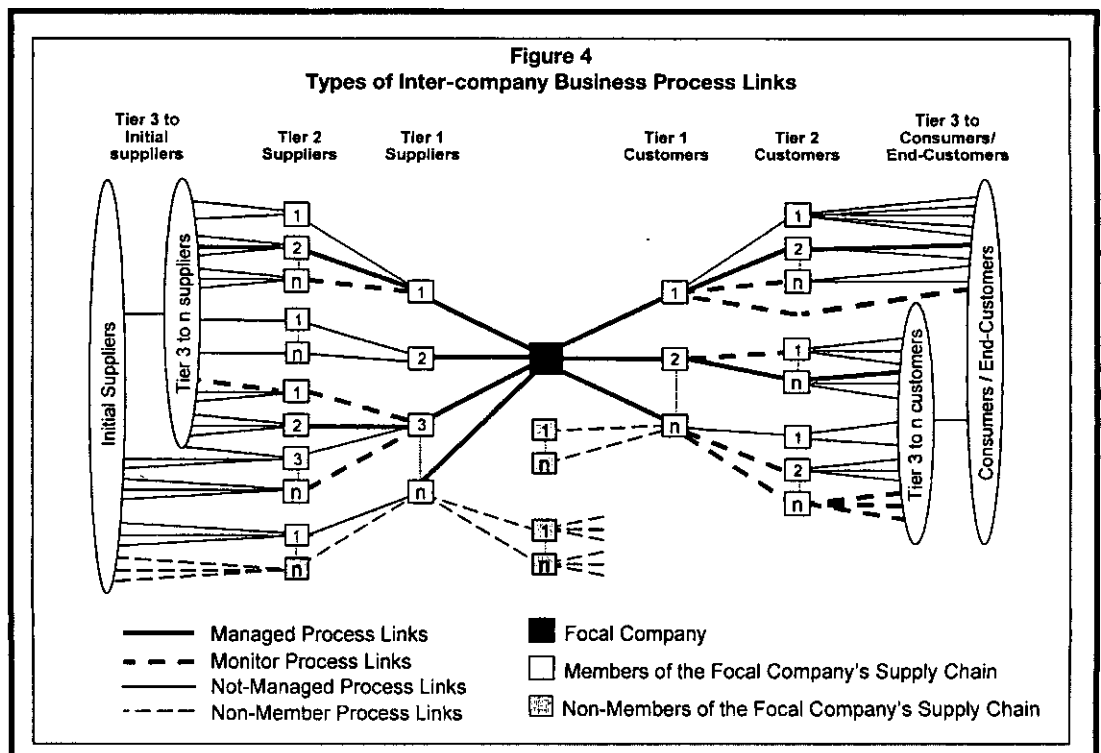 Figure 4
Types of Inter-company Business Process Links
Tier 3 to
Initial
suppliers
Tier 2
Suppliers
Tier 1
Suppliers
Tier 1
Customers
Tier 2
Customers
Tier 3 to
Consumers/
End-Customers
Initial Suppliers
Tier 3 to n suppliers
1
2
n
1
n
1
2
3
n
1
n
1
2
3
n
1
n
1
n
1
2
n
1
2
n
1
n
1
2
n
Tier 3 to n customers
Consumers / End-Customers
Managed Process Links
Monitor Process Links
Not-Managed Process Links
Non-Member Process Links
Focal Company
Members of the Focal Company's Supply Chain
Non-Members of the Focal Company's Supply Chain